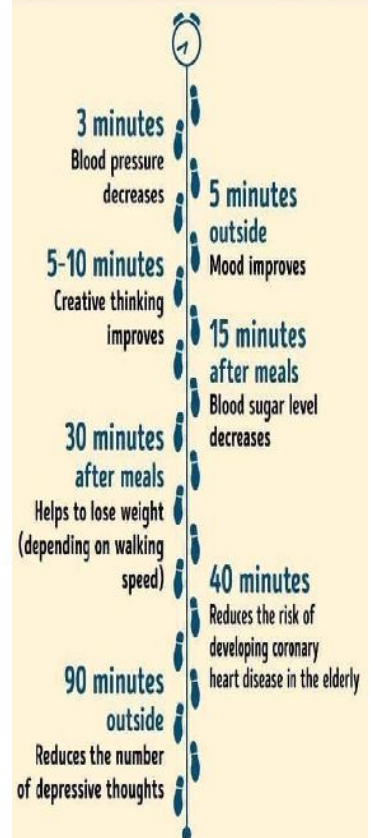 3 minutes
Blood pressure
decreases
5 minutes
outside
Mood improves
5-10 minutes
Creative thinking
improves
15 minutes
after meals
Blood sugar level
decreases
30 minutes
after meals
Helps to lose weight
(depending on walking
speed)
40 minutes
Reduces the risk of
developing coronary
heart disease in the elderly
90 minutes
outside
Reduces the number
of depressive thoughts